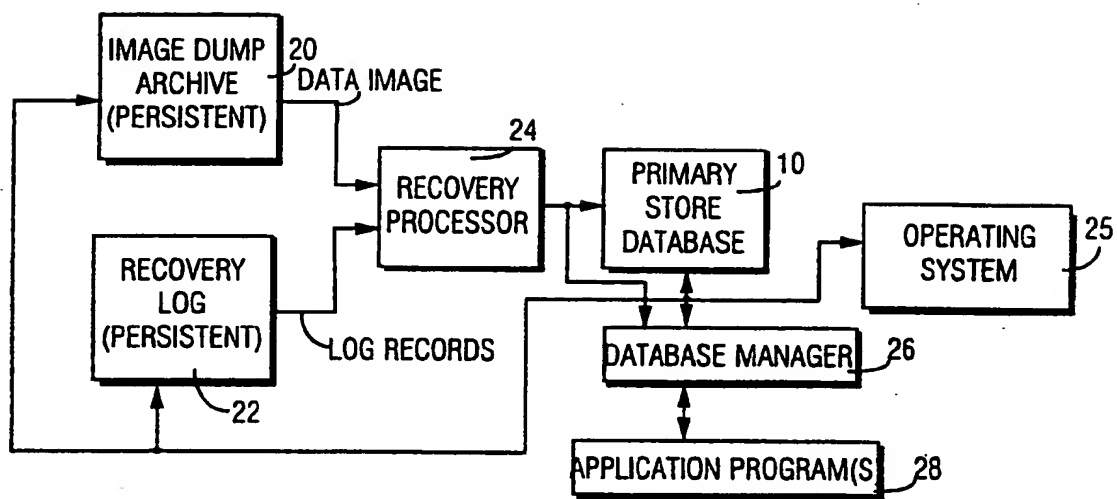 IMAGE DUMP
ARCHIVE
(PERSISTENT)
20
DATA IMAGE
RECOVERY
LOG
(PERSISTENT)
22
LOG RECORDS
24
RECOVERY
PROCESSOR
PRIMARY
STORE
DATABASE
10
OPERATING
SYSTEM
25
DATABASE MANAGER
26
APPLICATION PROGRAM(S
28